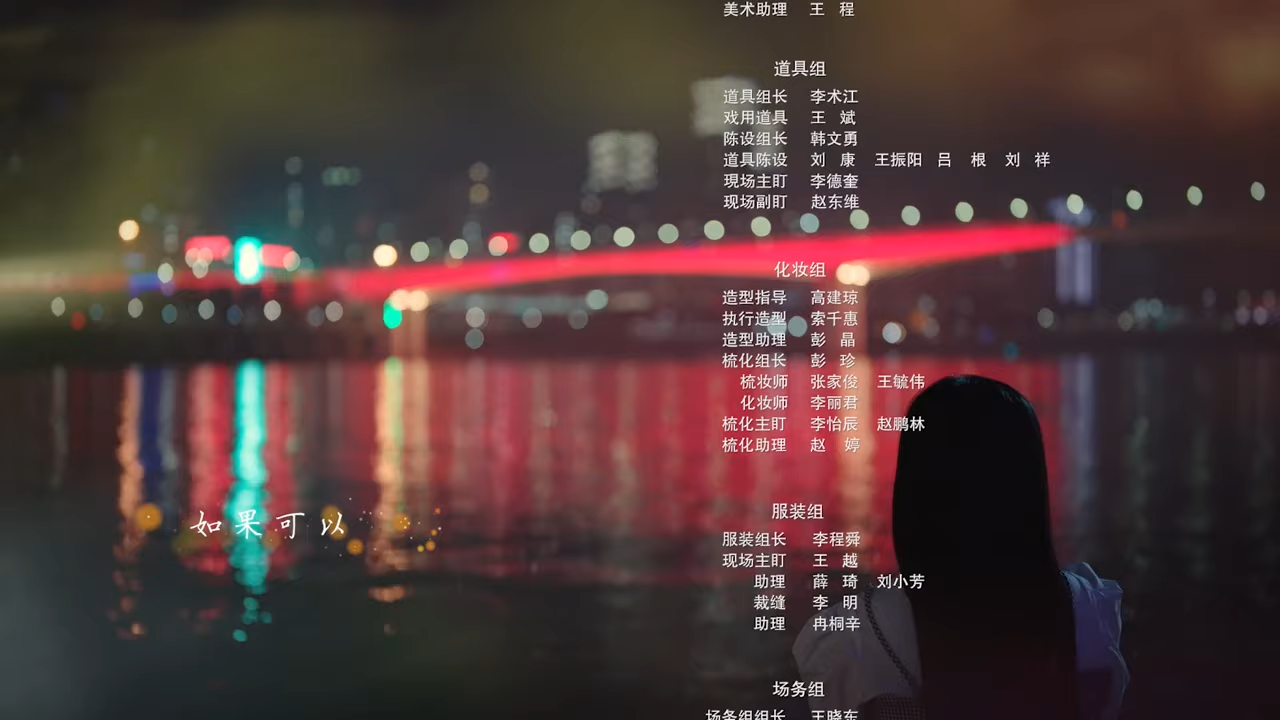 美术助理 王 程
道具组
道具组长 李术江
戏用道具 王 斌
陈设组长 韩文勇
道具陈设 刘 康 王振阳 吕 根 刘 祥
现场主盯 李德奎
现场副盯 赵东维
化妆组
造型指导 高建琼
执行造型 索千惠
造型助理 彭 晶
梳化组长 彭 珍
梳妆师 张家俊 王毓伟
化妆师 李丽君
梳化主盯 李怡辰 赵鹏林
梳化助理 赵 婷
如果可以
服装组
服装组长 李程舜
现场主盯 王 越
助理 薛 琦 刘小芳
裁缝 李 明
助理 冉桐辛
场务组
场务组组长 王晓东